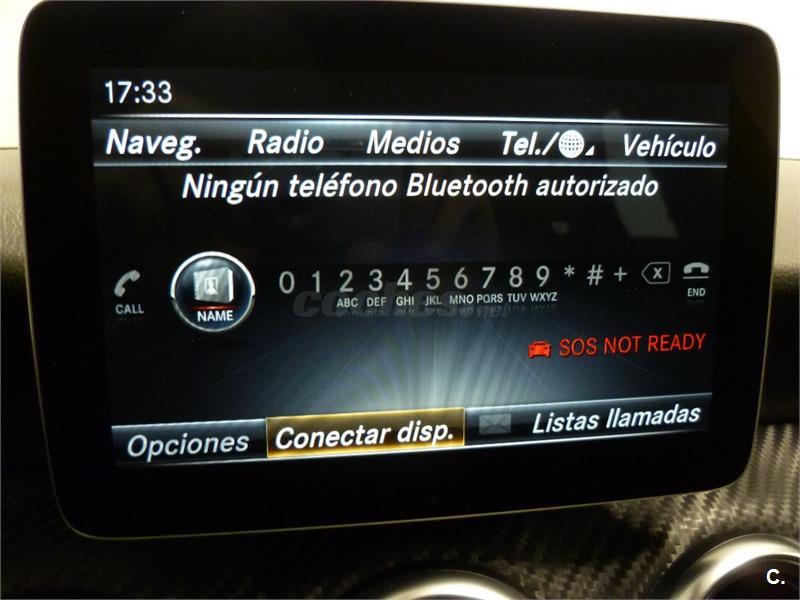 17:33
Naveg. Radio Medios Tel./ Vehículo
Ningún teléfono Bluetooth autorizado
CALL NAME 0 1 2 3 4 5 6 7 8 9 * # + X END
ABC DEF GHI JKL MNO PQRS TUV WXYZ
SOS NOT READY
Opciones Conectar disp. Listas llamadas
C.